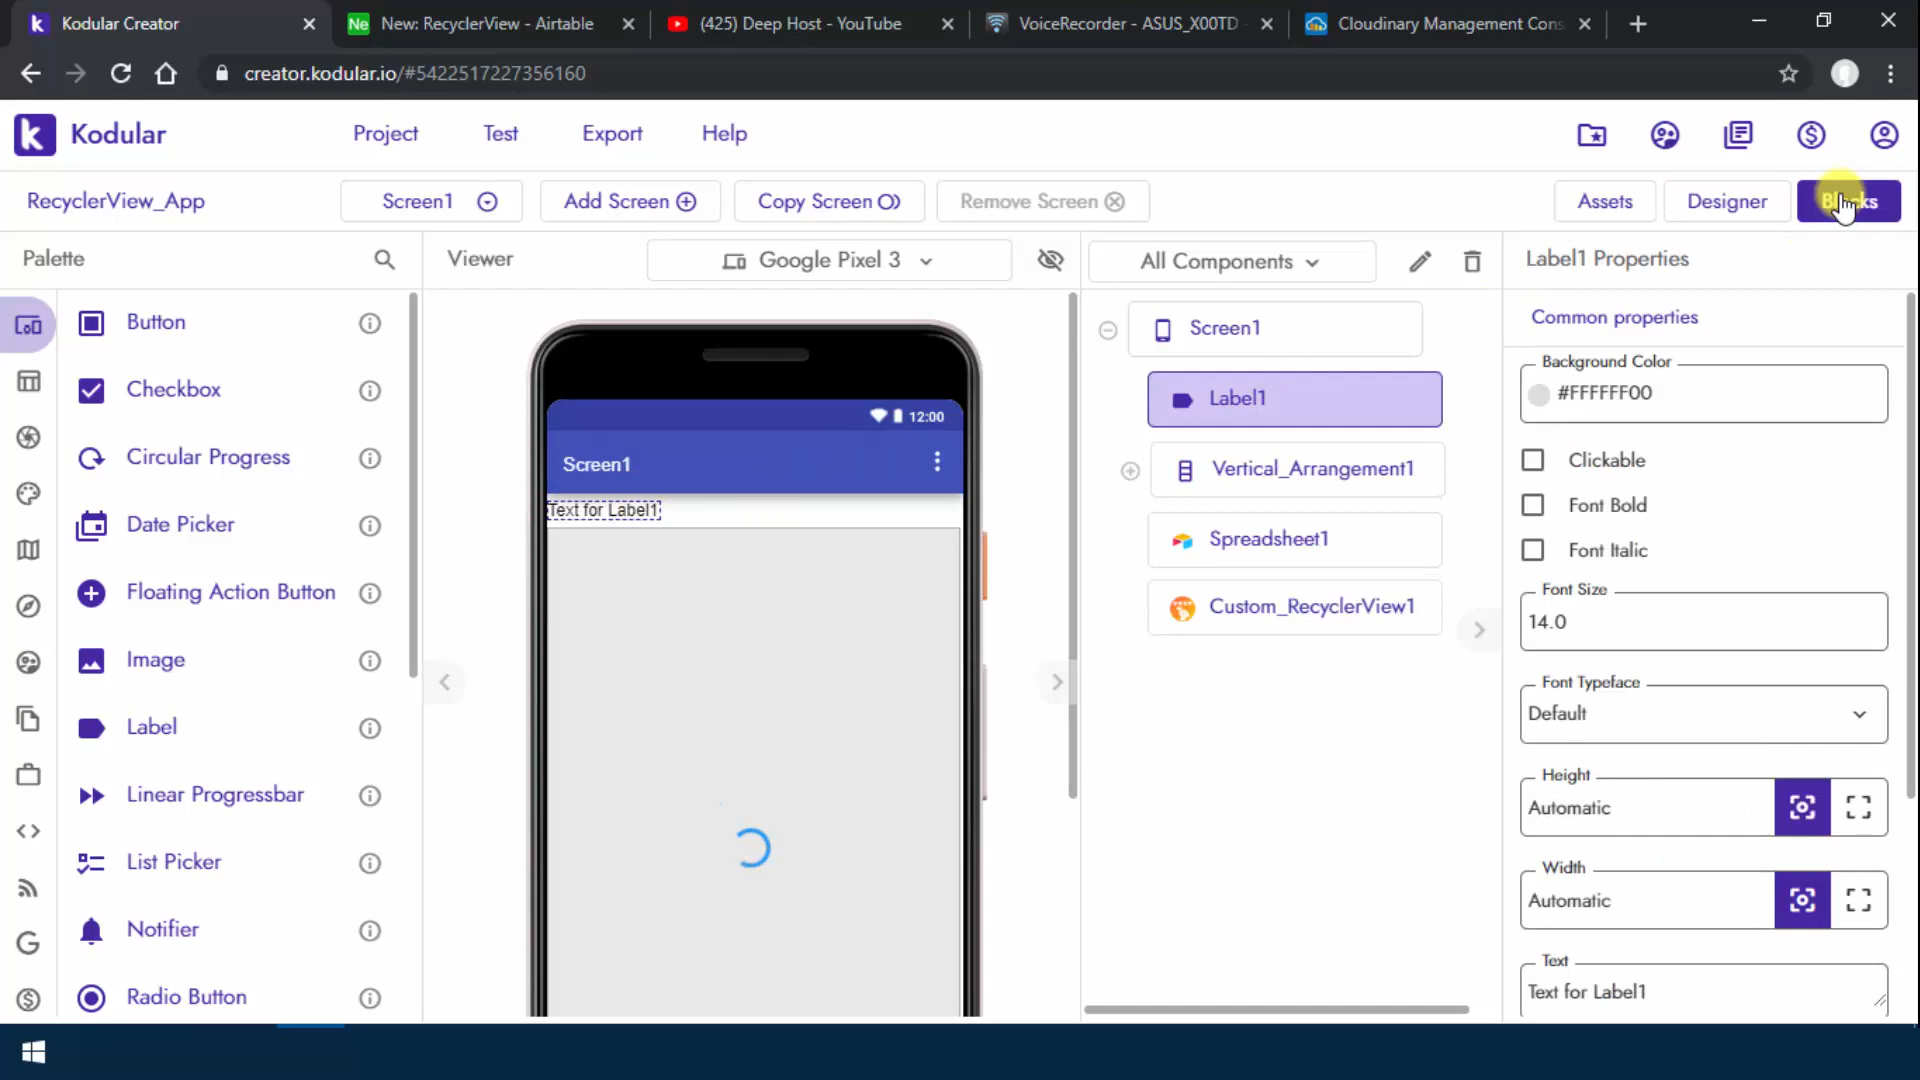 Kodular Creator
New: RecyclerView - Airtable
(425) Deep Host - YouTube
VoiceRecorder - ASUS_X00TD
Cloudinary Management Cons
creator.kodular.io/#5422517227356160
Kodular
Project
Test
Export
Help
RecyclerView_App
Screen1
Add Screen
Copy Screen
Remove Screen
Assets
Designer
Blocks
Palette
Viewer
Google Pixel 3
All Components
Label1 Properties
Button
Checkbox
Circular Progress
Date Picker
Floating Action Button
Image
Label
Linear Progressbar
List Picker
Notifier
Radio Button
12:00
Screen1
Text for Label1
Screen1
Label1
Vertical_Arrangement1
Spreadsheet1
Custom_RecyclerView1
Common properties
Background Color
#FFFFFF00
Clickable
Font Bold
Font Italic
Font Size
14.0
Font Typeface
Default
Height
Automatic
Width
Automatic
Text
Text for Label1